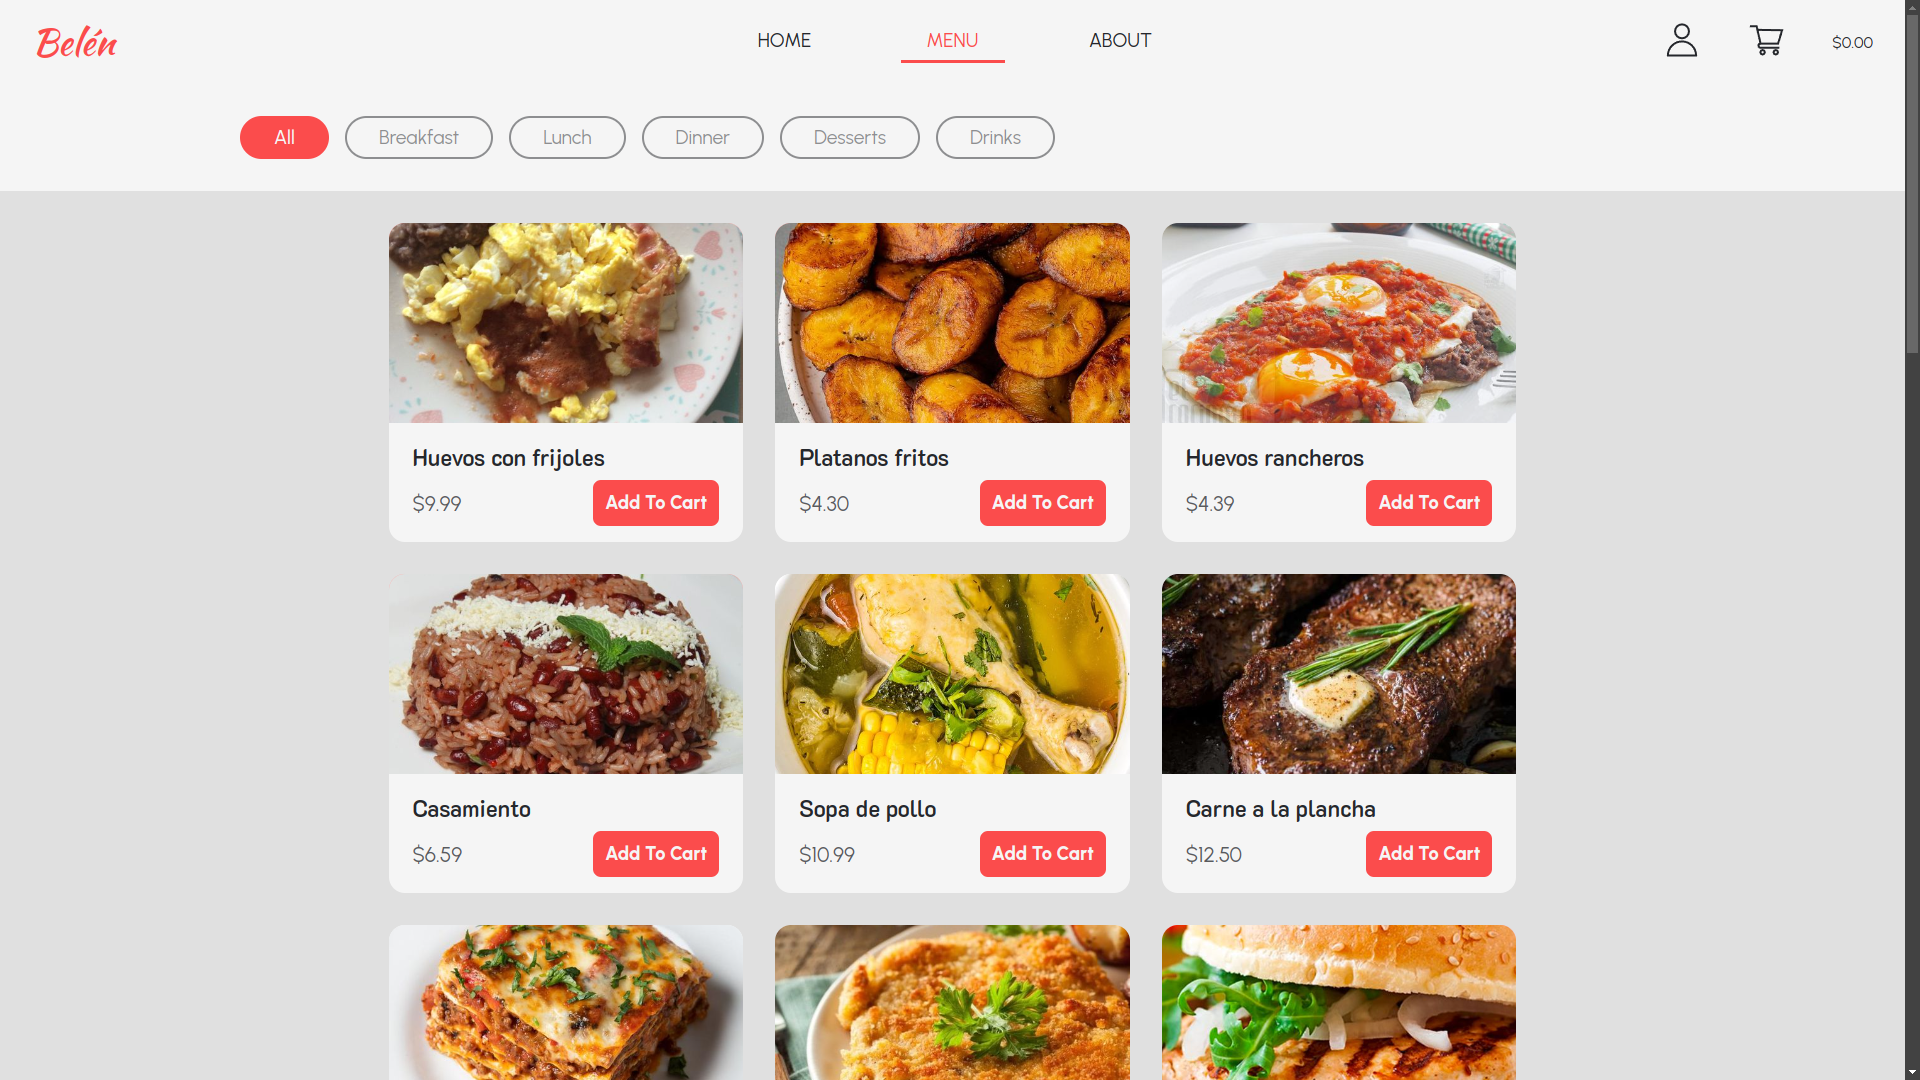 Belén
HOME MENU ABOUT
$0.00
All Breakfast Lunch Dinner Desserts Drinks
Huevos con frijoles
$9.99 Add To Cart
Platanos fritos
$4.30 Add To Cart
Huevos rancheros
$4.39 Add To Cart
Casamiento
$6.59 Add To Cart
Sopa de pollo
$10.99 Add To Cart
Carne a la plancha
$12.50 Add To Cart